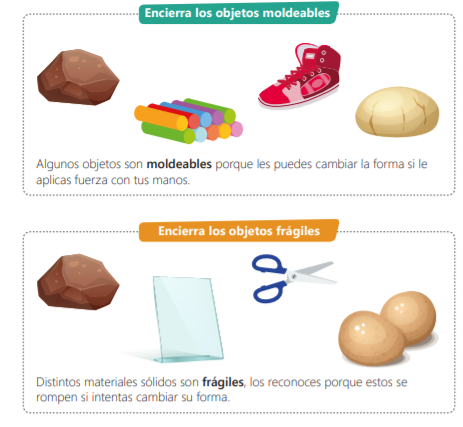 Encierra los objetos moldeables
Algunos objetos son moldeables porque les puedes cambiar la forma si le
aplicas fuerza con tus manos.
Encierra los objetos frágiles
Distintos materiales sólidos son frágiles, los reconoces porque estos se
rompen si intentas cambiar su forma.